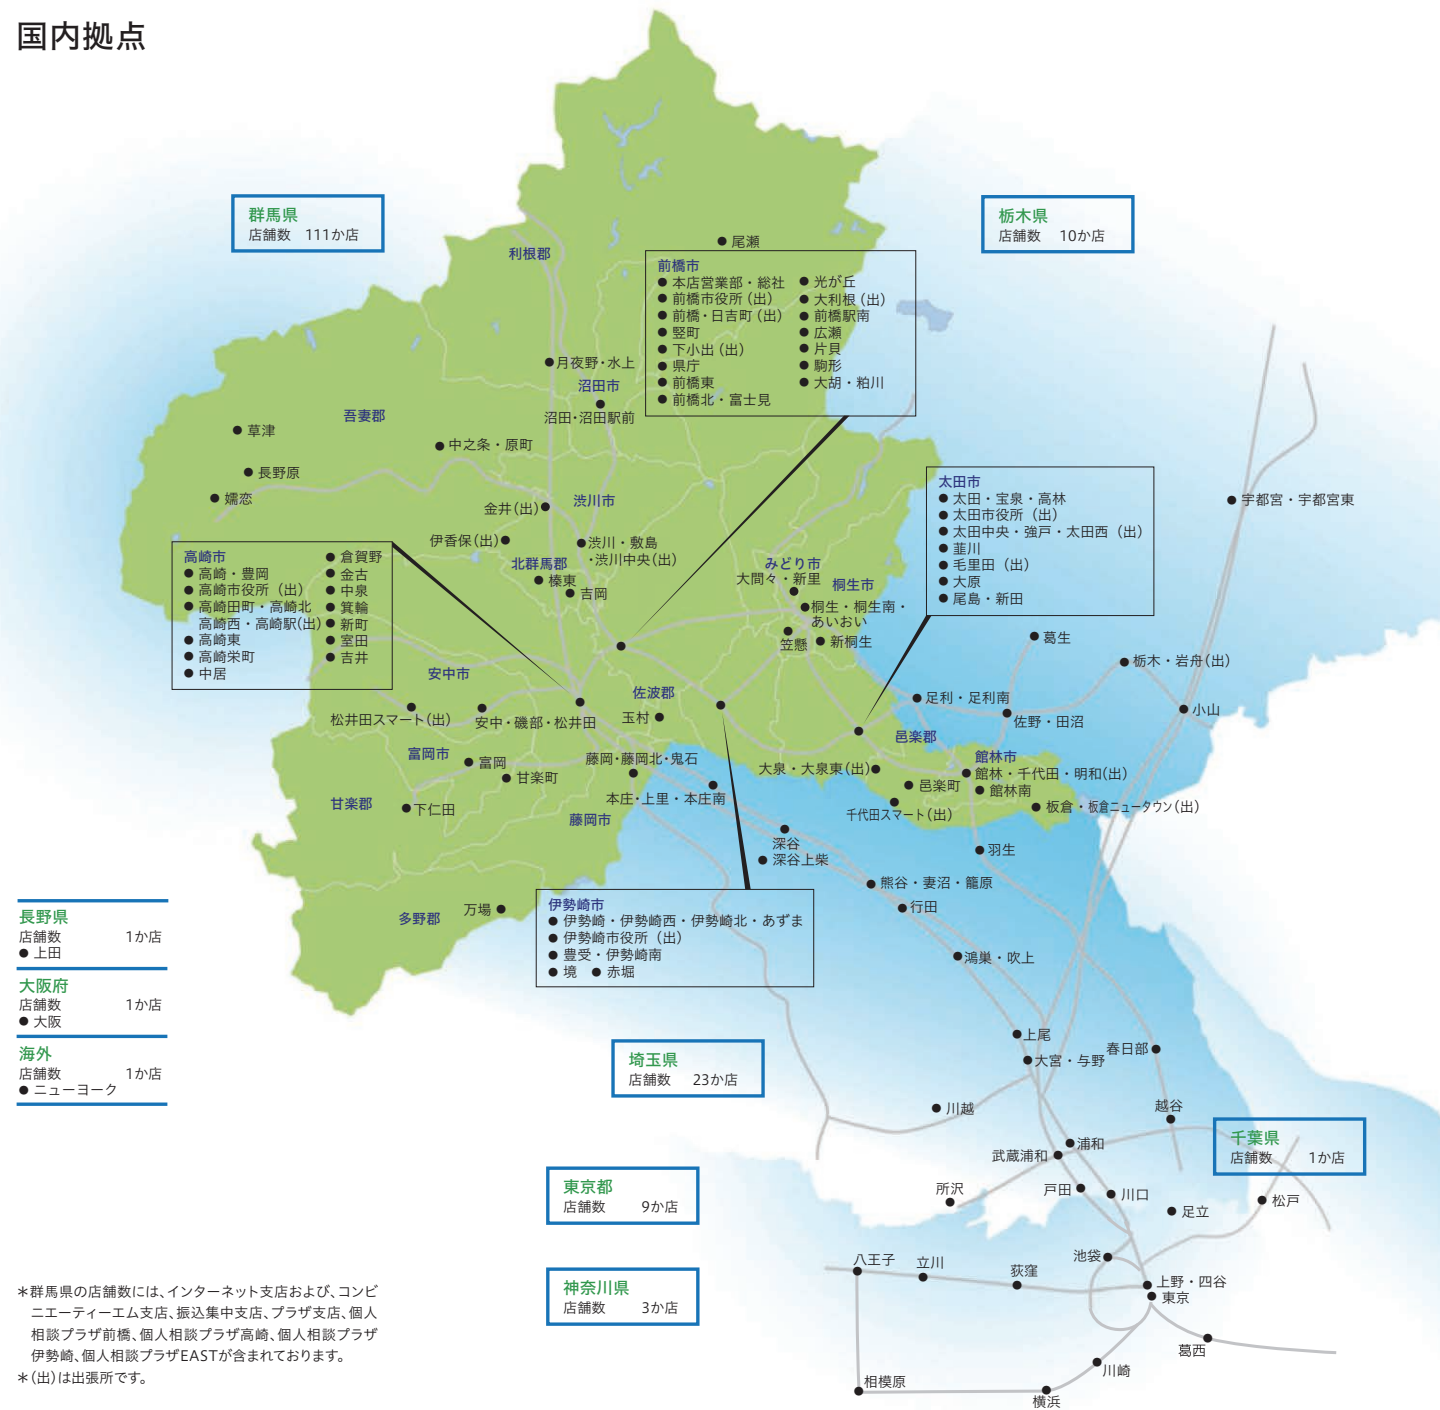 国内拠点
群馬県
店舗数 111か店
栃木県
店舗数 10か店
利根郡
●尾瀬
前橋市
●本店営業部・総社
●前橋市役所（出）
●前橋・日吉町（出）
●竪町
●下小出（出）
●県庁
●前橋東
●前橋北・富士見
●光が丘
●大利根（出）
●前橋駅南
●広瀬
●片貝
●駒形
●大胡・粕川
●月夜野・水上
沼田市
●
沼田・沼田駅前
吾妻郡
●草津
●中之条・原町
●長野原
●嬬恋
渋川市
金井（出）●
伊香保（出）●
●渋川・敷島
・渋川中央（出）
北群馬郡
●榛東
●吉岡
高崎市
●高崎・豊岡
●高崎市役所（出）
●高崎田町・高崎北
高崎西・高崎駅（出）
●高崎東
●高崎栄町
●中居
●倉賀野
●金古
●中泉
●箕輪
●新町
●室田
●吉井
みどり市
大間々・新里
桐生市
●桐生・桐生南・
あいおい
笠懸
●新桐生
太田市
●太田・宝泉・高林
●太田市役所（出）
●太田中央・強戸・太田西（出）
●韮川
●毛里田（出）
●大原
●尾島・新田
●宇都宮・宇都宮東
●葛生
●栃木・岩舟（出）
●足利・足利南
佐野・田沼
●小山
安中市
松井田スマート（出）
安中・磯部・松井田
佐波郡
玉村●
富岡市
●富岡
●甘楽町
甘楽郡
●下仁田
藤岡・藤岡北・鬼石
本庄・上里・本庄南
藤岡市
邑楽郡
大泉・大泉東（出）●
●邑楽町
千代田スマート（出）
館林市
●館林・千代田・明和（出）
●館林南
●板倉・板倉ニュータウン（出）
深谷
●深谷上柴
●羽生
●熊谷・妻沼・籠原
●行田
多野郡
万場●
伊勢崎市
●伊勢崎・伊勢崎西・伊勢崎北・あずま
●伊勢崎市役所（出）
●豊受・伊勢崎南
●境 ●赤堀
●鴻巣・吹上
長野県
店舗数 1か店
●上田
大阪府
店舗数 1か店
●大阪
海外
店舗数 1か店
●ニューヨーク
●上尾
●大宮・与野
春日部●
埼玉県
店舗数 23か店
●川越
越谷
●浦和
武蔵浦和●
千葉県
店舗数 1か店
東京都
店舗数 9か店
所沢
戸田●
●川口
●足立
●松戸
池袋●
八王子
立川
荻窪
上野・四谷
●東京
神奈川県
店舗数 3か店
葛西
●川崎
相模原
横浜
＊群馬県の店舗数には、インターネット支店および、コンビ
ニエーティーエム支店、振込集中支店、プラザ支店、個人
相談プラザ前橋、個人相談プラザ高崎、個人相談プラザ
伊勢崎、個人相談プラザEASTが含まれております。
＊（出）は出張所です。